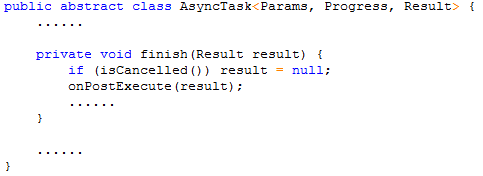 public abstract class AsyncTask<Params, Progress, Result> {
    ......
    private void finish(Result result) {
        if (isCancelled()) result = null;
        onPostExecute(result);
        ......
    }
    ......
}